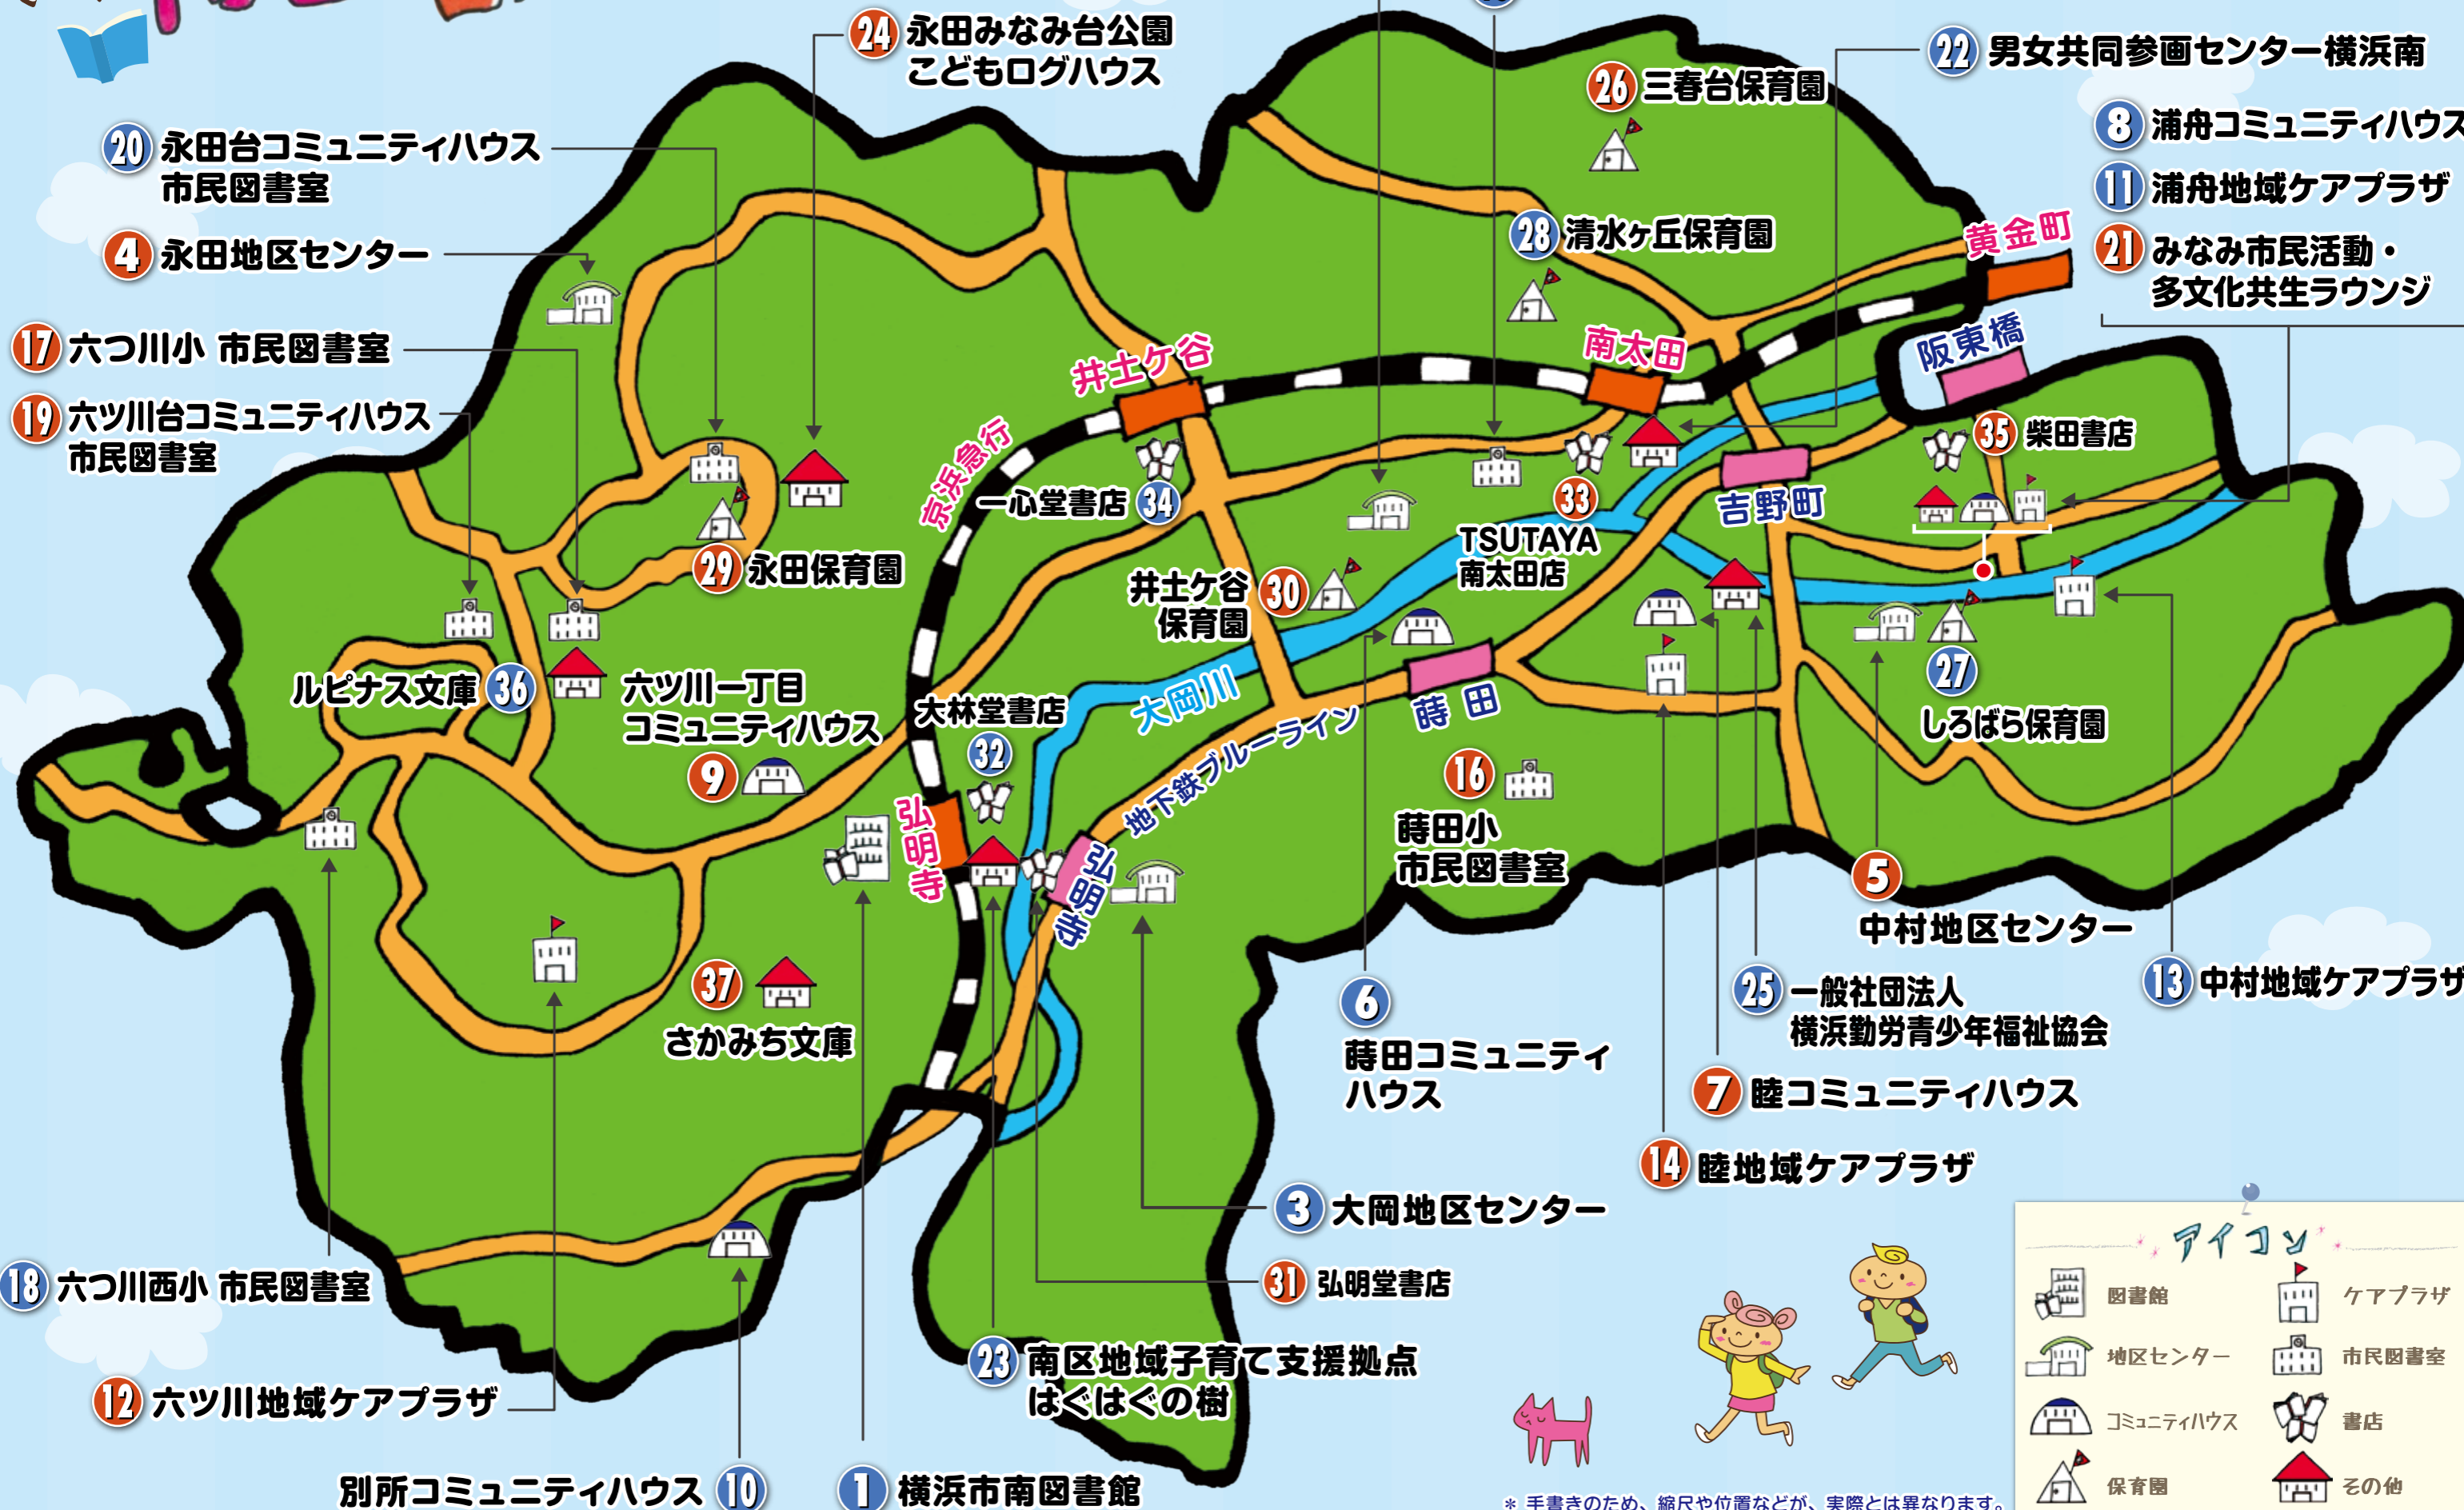 24 永田みなみ台公園
こどもログハウス
26 三春台保育園
22 男女共同参画センター横浜南
20 永田台コミュニティハウス
市民図書室
8 浦舟コミュニティハウス
11 浦舟地域ケアプラザ
21 みなみ市民活動・
多文化共生ラウンジ
4 永田地区センター
28 清水ヶ丘保育園
黄金町
17 六つ川小 市民図書室
井土ケ谷
南太田
阪東橋
19 六ツ川台コミュニティハウス
市民図書室
京浜急行
一心堂書店 34
35 柴田書店
吉野町
33
TSUTAYA
南太田店
29 永田保育園
井土ケ谷
保育園
30
27
しろばら保育園
ルピナス文庫 36
六ツ川一丁目
コミュニティハウス
9
大林堂書店
32
大岡川
地下鉄ブルーライン
蒔田
16
蒔田小
市民図書室
弘明寺
弘明寺
5
中村地区センター
37
さかみち文庫
6
蒔田コミュニティ
ハウス
25 一般社団法人
横浜勤労青少年福祉協会
13 中村地域ケアプラザ
7 睦コミュニティハウス
14 睦地域ケアプラザ
3 大岡地区センター
31 弘明堂書店
18 六つ川西小 市民図書室
23 南区地域子育て支援拠点
はぐはぐの樹
12 六ツ川地域ケアプラザ
別所コミュニティハウス 10
1 横浜市南図書館
アイコン
図書館
ケアプラザ
地区センター
市民図書室
コミュニティハウス
書店
保育園
その他
* 手書きのため、縮尺や位置などが、実際とは異なります。